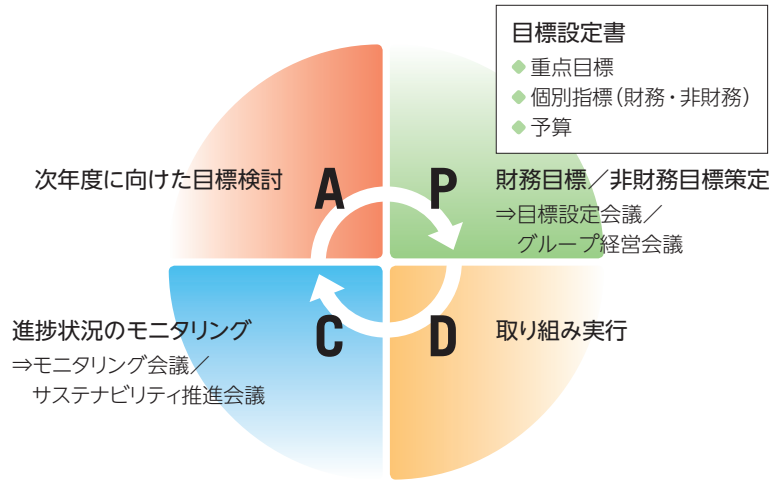 目標設定書
◆重点目標
◆個別指標(財務・非財務)
◆予算
次年度に向けた目標検討
A
P
財務目標/非財務目標策定
⇒目標設定会議/
グループ経営会議
進捗状況のモニタリング
⇒モニタリング会議/
サステナビリティ推進会議
C
D
取り組み実行